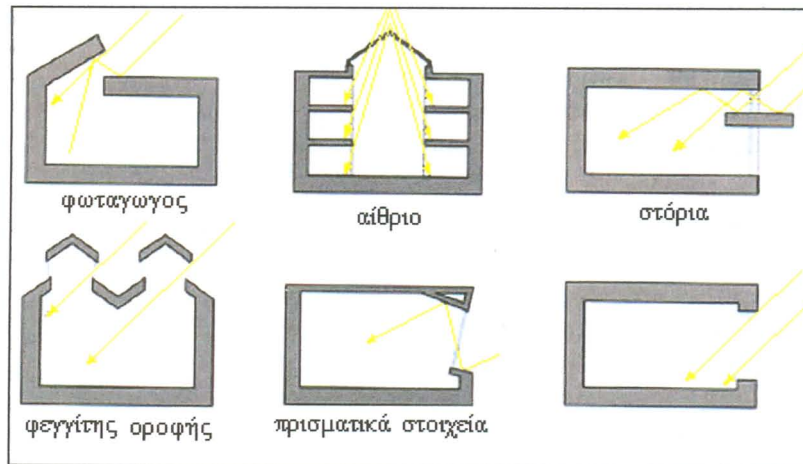 φωταγωγος
αίθριο
στόρια
φεγγίτης οροφής
πρισματικά στοιχεία